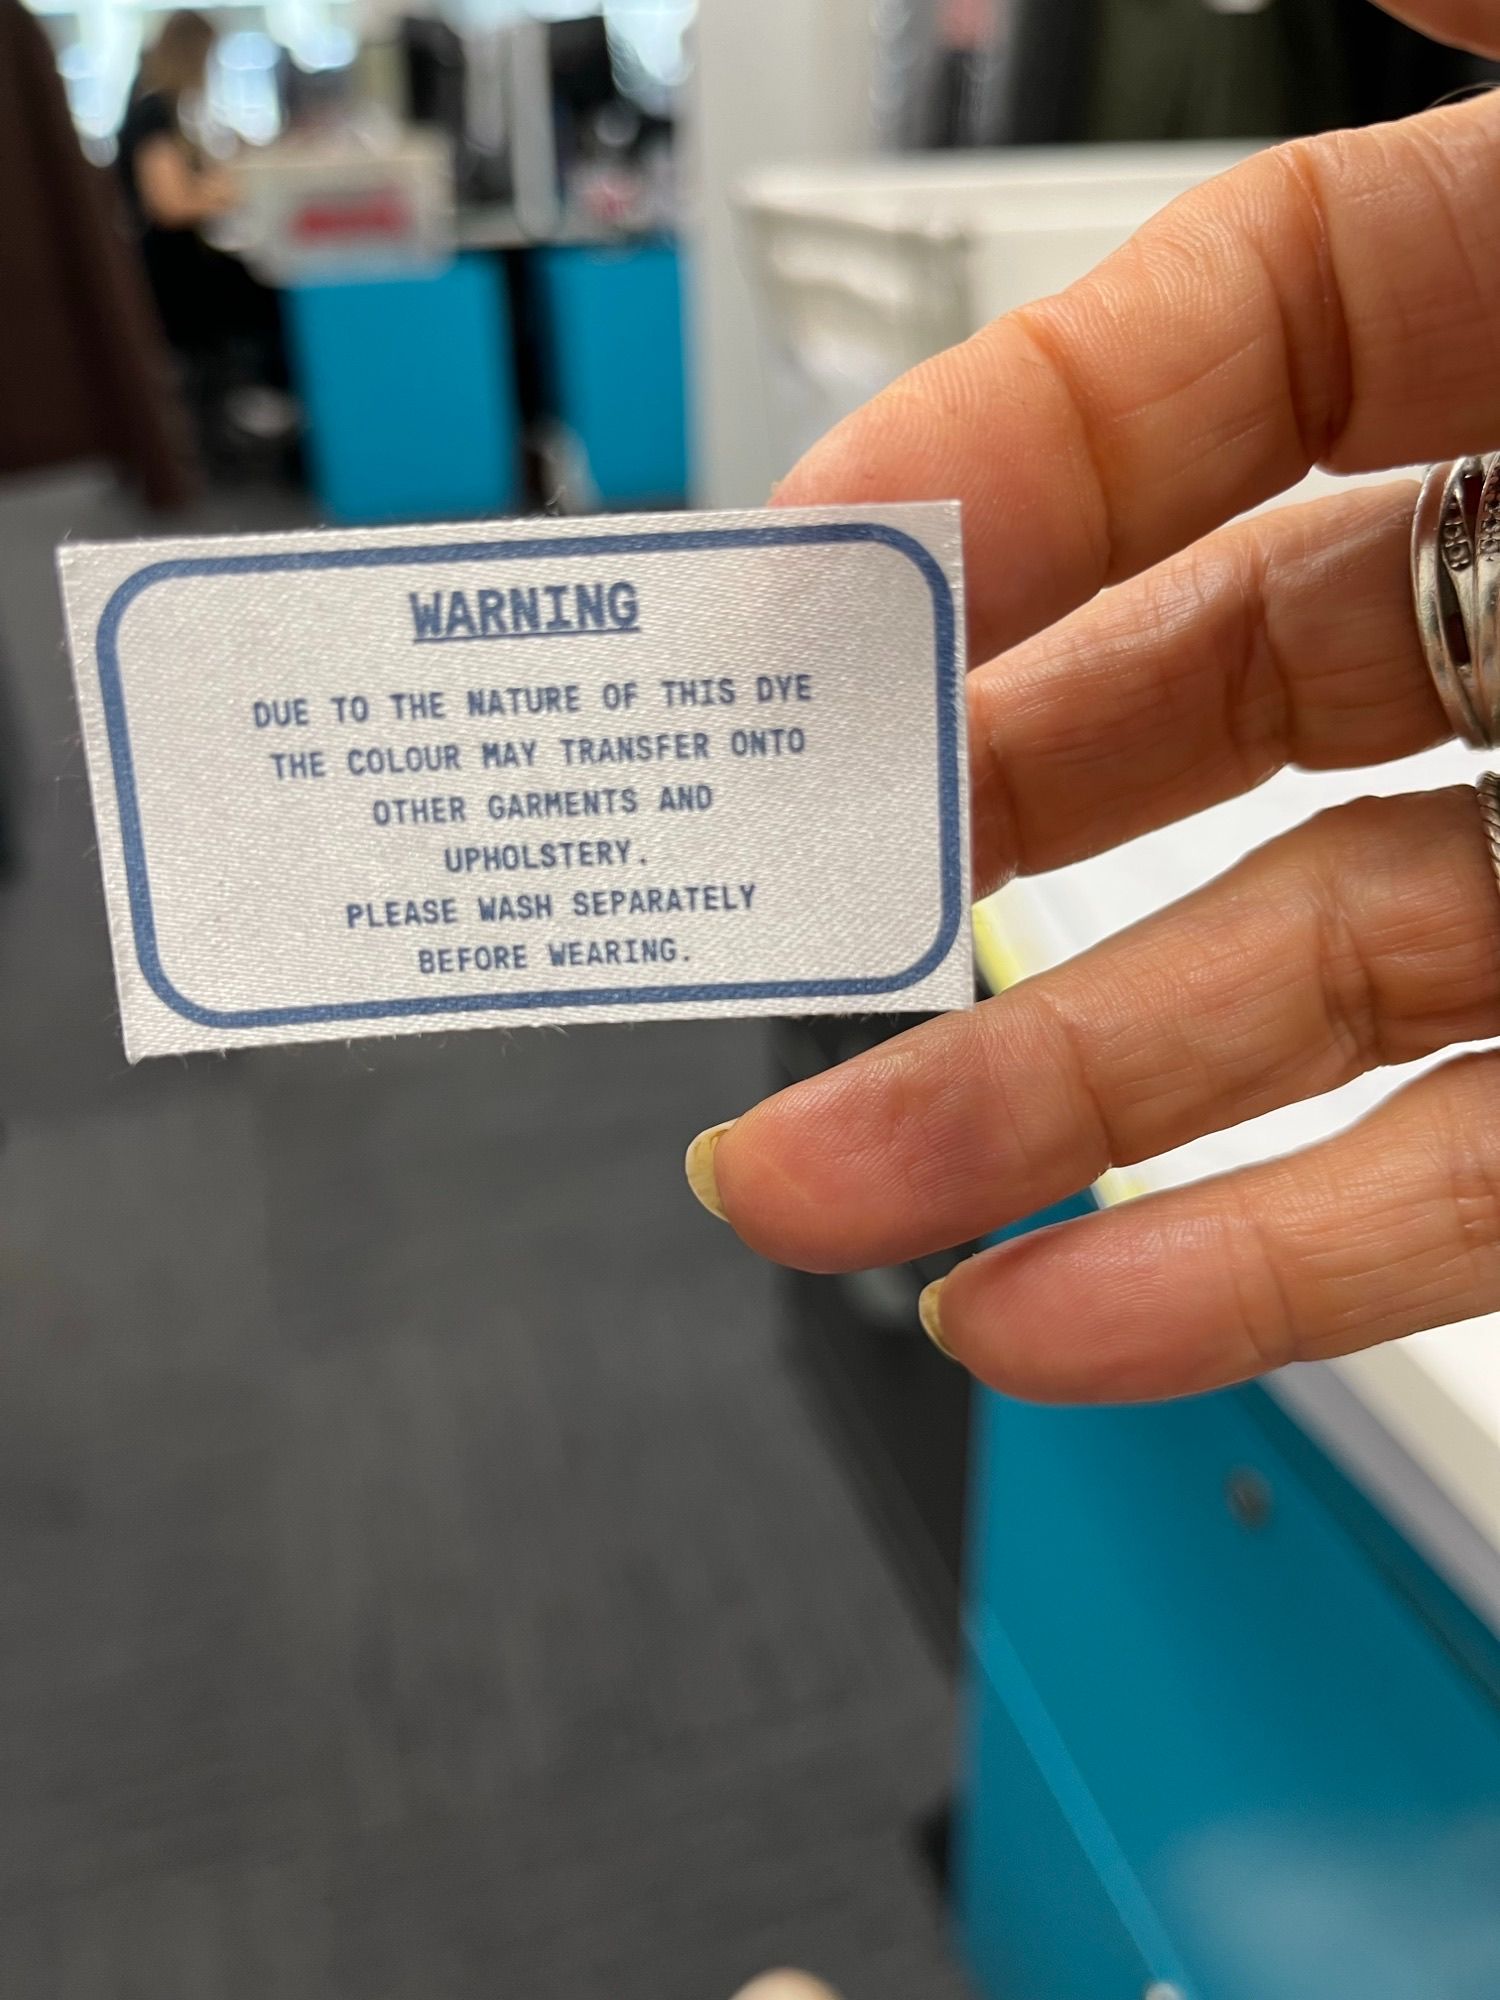 WARNING
DUE TO THE NATURE OF THIS DYE
THE COLOUR MAY TRANSFER ONTO
OTHER GARMENTS AND
UPHOLSTERY.
PLEASE WASH SEPARATELY
BEFORE WEARING.